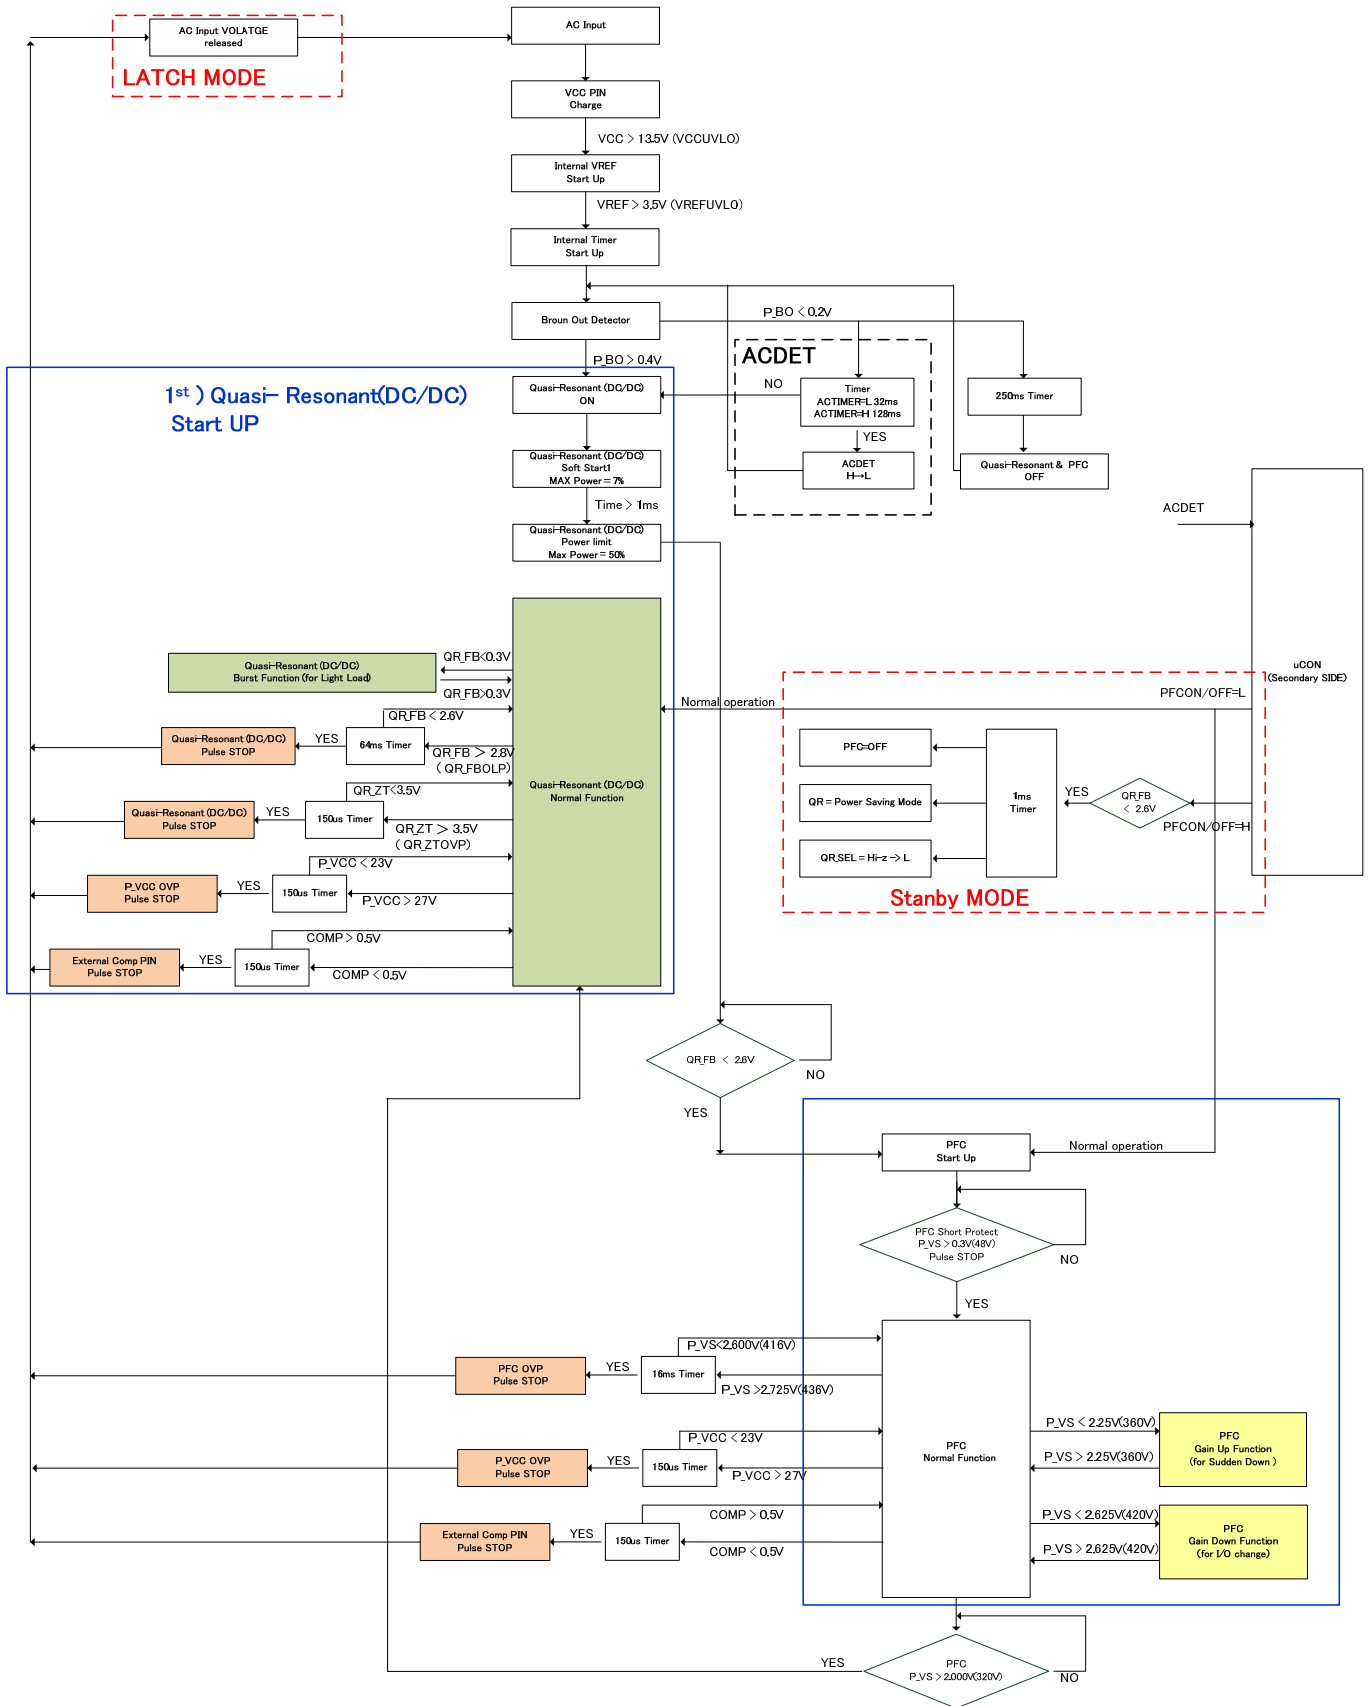 AC Input VOLATGE
released
LATCH MODE
AC Input
VCC PIN
Charge
VCC > 13.5V (VCCUVLO)
Internal VREF
Start Up
VREF > 3.5V (VREFUVLO)
Internal Timer
Start Up
Broun Out Detector
P_BO < 0.2V
P_BO > 0.4V
ACDET
Timer
ACTIMER=L 32ms
ACTIMER=H 128ms
NO
YES
ACDET
H→L
250ms Timer
Quasi-Resonant & PFC
OFF
1st ) Quasi- Resonant(DC/DC)
Start UP
Quasi-Resonant (DC/DC)
ON
Quasi-Resonant (DC/DC)
Soft Start1
MAX Power = 7%
Time > 1ms
Quasi-Resonant (DC/DC)
Power limit
Max Power = 50%
ACDET
uCON
(Secondary SIDE)
Quasi-Resonant (DC/DC)
Burst Function (for Light Load)
QR_FB<0.3V
QR_FB>0.3V
QR_FB < 2.6V
Quasi-Resonant (DC/DC)
Pulse STOP
YES
64ms Timer
QR_FB > 2.8V
( QR_FBOLP)
QR_ZT<3.5V
Quasi-Resonant (DC/DC)
Pulse STOP
YES
150us Timer
QR_ZT > 3.5V
( QR_ZTOVP)
Quasi-Resonant (DC/DC)
Normal Function
P_VCC < 23V
P_VCC OVP
Pulse STOP
YES
150us Timer
P_VCC > 27V
COMP > 0.5V
External Comp PIN
Pulse STOP
YES
150us Timer
COMP < 0.5V
Normal operation
PFCON/OFF=L
PFC=OFF
QR = Power Saving Mode
QR_SEL = Hi-z -> L
1ms
Timer
YES
QR_FB
< 2.6V
PFCON/OFF=H
Stanby MODE
QR_FB < 2.6V
NO
YES
PFC
Start Up
Normal operation
PFC Short Protect
P_VS > 0.3V(48V)
Pulse STOP
NO
YES
P_VS<2.600V(416V)
PFC OVP
Pulse STOP
YES
16ms Timer
P_VS >2.725V(436V)
P_VCC < 23V
P_VCC OVP
Pulse STOP
YES
150us Timer
P_VCC > 27V
COMP > 0.5V
External Comp PIN
Pulse STOP
YES
150us Timer
COMP < 0.5V
PFC
Normal Function
P_VS < 2.25V(360V)
P_VS > 2.25V(360V)
PFC
Gain Up Function
(for Sudden Down )
P_VS < 2.625V(420V)
P_VS > 2.625V(420V)
PFC
Gain Down Function
(for I/O change)
YES
PFC
P_VS > 2.000V(320V)
NO